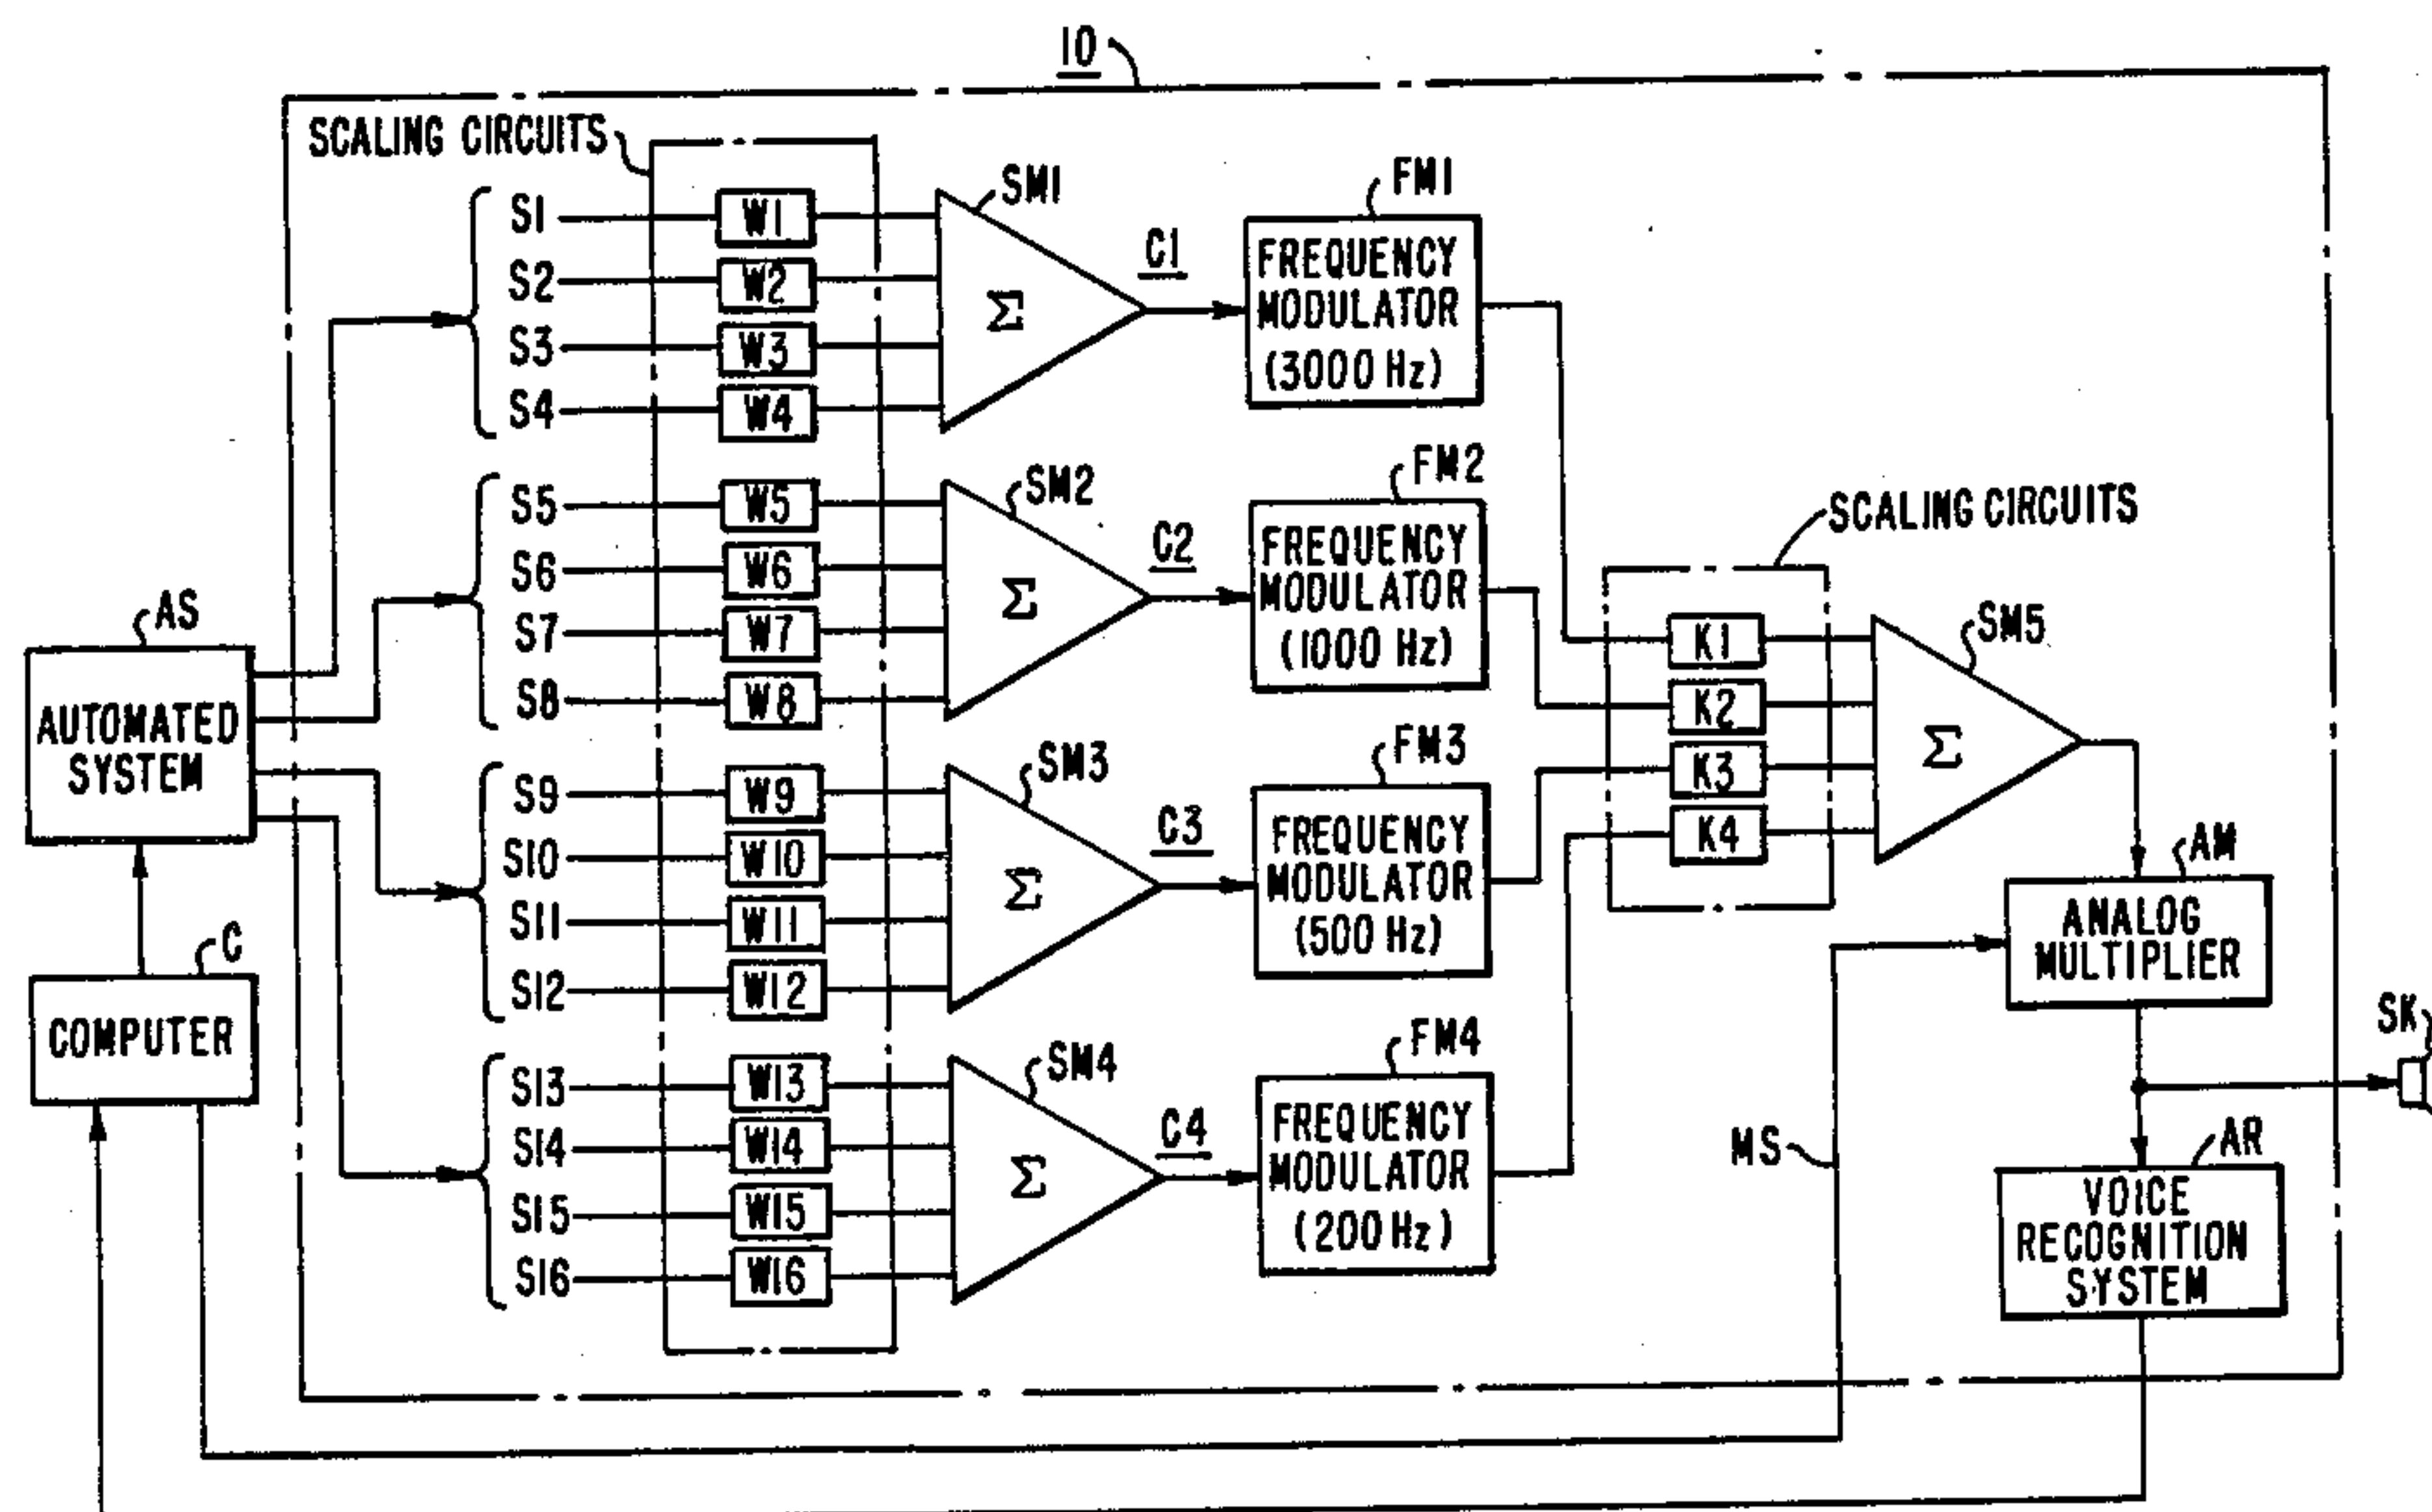 10
SCALING CIRCUITS
S1
S2
S3
S4
W1
W2
W3
W4
SM1
Σ
C1
FM1
FREQUENCY
MODULATOR
(3000 Hz)
S5
S6
S7
S8
W5
W6
W7
W8
SM2
Σ
C2
FM2
FREQUENCY
MODULATOR
(1000 Hz)
SCALING CIRCUITS
K1
K2
K3
K4
SM5
Σ
AS
AUTOMATED
SYSTEM
S9
S10
S11
S12
W9
W10
W11
W12
SM3
Σ
C3
FM3
FREQUENCY
MODULATOR
(500 Hz)
AM
ANALOG
MULTIPLIER
C
COMPUTER
S13
S14
S15
S16
W13
W14
W15
W16
SM4
Σ
C4
FM4
FREQUENCY
MODULATOR
(200 Hz)
SK
MS
AR
VOICE
RECOGNITION
SYSTEM